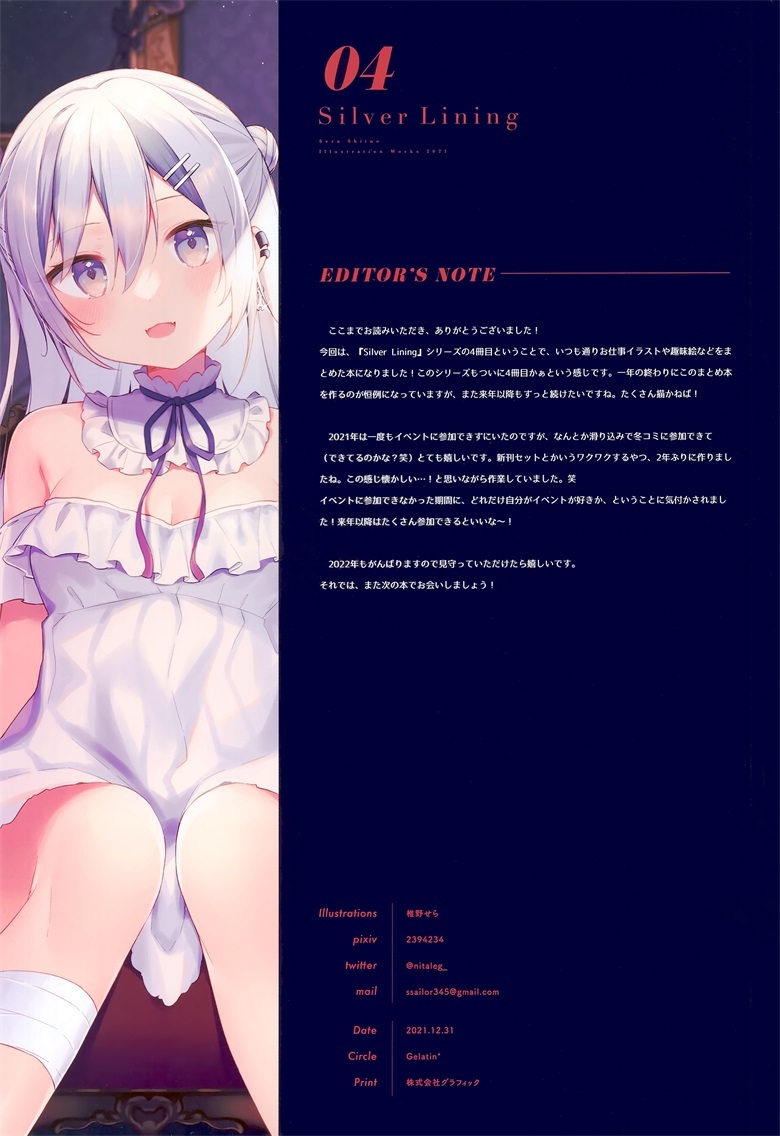 04
Silver Lining
Sera Shiino
Illustration Works 2021
EDITOR'S NOTE
ここまでお読みいただき、ありがとうございました！
今回は、『Silver Lining』シリーズの4冊目ということで、いつも通りお仕事イラストや趣味絵などをま
とめた本になりました！このシリーズもついに4冊目かぁという感じです。一年の終わりにこのまとめ本
を作るのが恒例になっていますが、また来年以降もずっと続けたいですね。たくさん描かねば！
2021年は一度もイベントに参加できずにいたのですが、なんとか滑り込みで冬コミに参加できて
（できてるのかな？笑）とても嬉しいです。新刊セットとかいうワクワクするやつ、2年ぶりに作りまし
たね。この感じ懐かしい…！と思いながら作業していました。笑
イベントに参加できなかった期間に、どれだけ自分がイベントが好きか、ということに気付かされまし
た！来年以降はたくさん参加できるといいな～！
2022年もがんばりますので見守っていただけたら嬉しいです。
それでは、また次の本でお会いしましょう！
Illustrations 椎野せら
pixiv 2394234
twitter @nitaleg_
mail ssailor345@gmail.com
Date 2021.12.31
Circle Gelatin*
Print 株式会社グラフィック